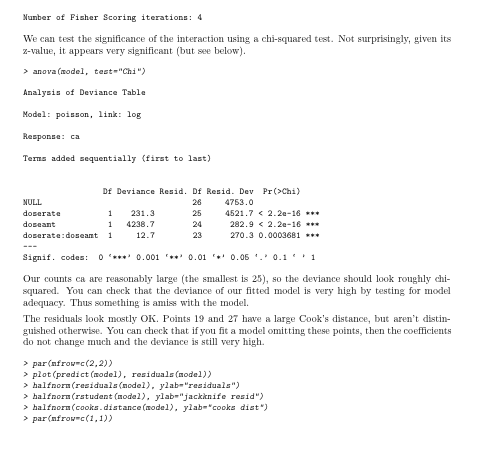 Number of Fisher Scoring iterations: 4
We can test the significance of the interaction using a chi-squared test. Not surprisingly, given its
z-value, it appears very significant (but see below).
> anova(model, test="Chi")
Analysis of Deviance Table
Model: poisson, link: log
Response: ca
Terms added sequentially (first to last)
Df Deviance Resid. Df Resid. Dev Pr(>Chi)
NULL 26 4753.0
doserate 1 231.3 25 4521.7 < 2.2e-16 ***
doseamt 1 4238.7 24 282.9 < 2.2e-16 ***
doserate:doseamt 1 12.7 23 270.3 0.0003681 ***
---
Signif. codes: 0 '***' 0.001 '**' 0.01 '*' 0.05 '.' 0.1 ' ' 1
Our counts ca are reasonably large (the smallest is 25), so the deviance should look roughly chi-
squared. You can check that the deviance of our fitted model is very high by testing for model
adequacy. Thus something is amiss with the model.
The residuals look mostly OK. Points 19 and 27 have a large Cook's distance, but aren't distin-
guished otherwise. You can check that if you fit a model omitting these points, then the coefficients
do not change much and the deviance is still very high.
> par(mfrow=c(2,2))
> plot(predict(model), residuals(model))
> halfnorm(residuals(model), ylab="residuals")
> halfnorm(rstudent(model), ylab="jackknife resid")
> halfnorm(cooks.distance(model), ylab="cooks dist")
> par(mfrow=c(1,1))